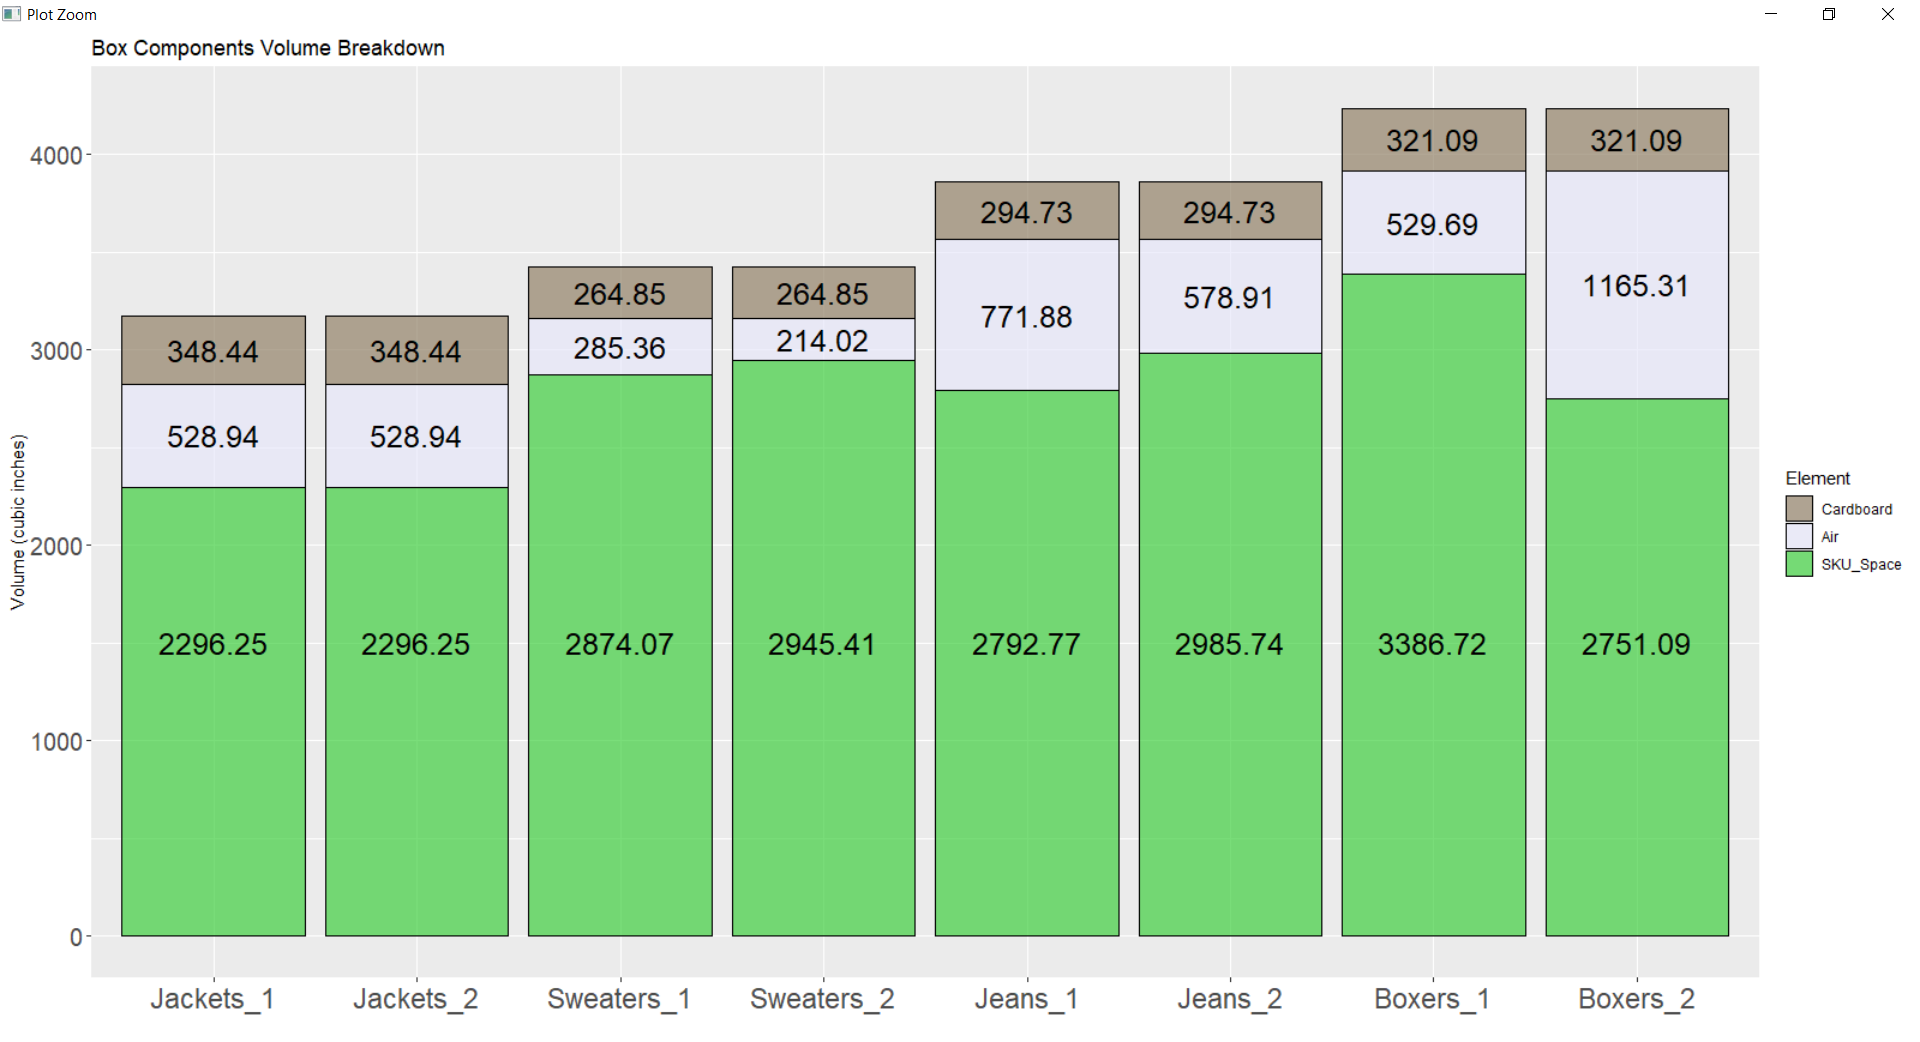 Plot Zoom
Box Components Volume Breakdown
Volume (cubic inches)
4000
3000
2000
1000
0
321.09 321.09
294.73 294.73 529.69
264.85 264.85 771.88 578.91 1165.31
348.44 348.44 285.36 214.02
528.94 528.94
2296.25 2296.25 2874.07 2945.41 2792.77 2985.74 3386.72 2751.09
Jackets_1 Jackets_2 Sweaters_1 Sweaters_2 Jeans_1 Jeans_2 Boxers_1 Boxers_2
Element
Cardboard
Air
SKU_Space